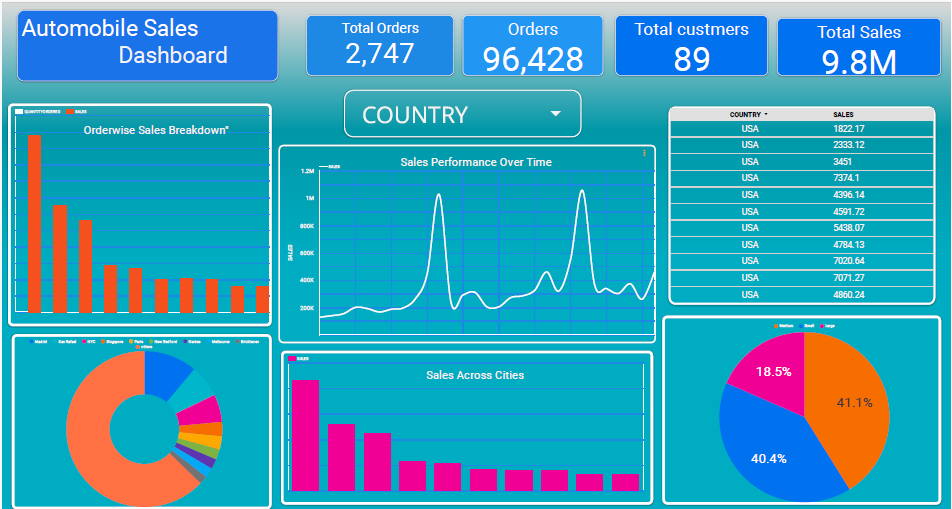 Automobile Sales
Dashboard
Total Orders
2,747
Orders
96,428
Total custmers
89
Total Sales
9.8M
COUNTRY
QUANTITYORDERED SALES
Orderwise Sales Breakdown"
Sales Performance Over Time
SALES
1.2M
1M
800K
600K
400K
200K
SALES
COUNTRY SALES
USA 1822.17
USA 2333.12
USA 3451
USA 7374.1
USA 4396.14
USA 4591.72
USA 5438.07
USA 4784.13
USA 7020.64
USA 7071.27
USA 4860.24
Madrid San Rafael NYC Singapore Paris New Bedford Nantes Melbourne Brickhaven
others
SALES
Sales Across Cities
Medium Small Large
18.5%
41.1%
40.4%